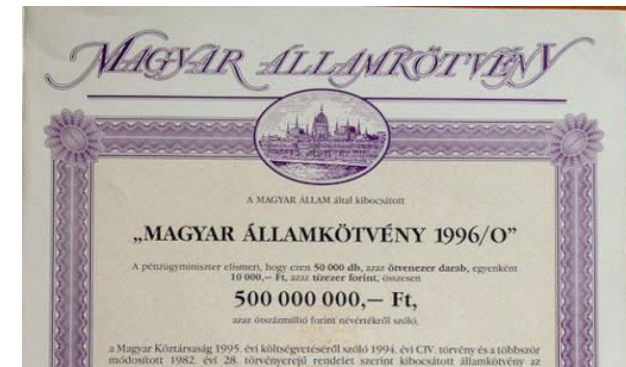 MAGYAR ÁLLAMKÖTVÉNY
A MAGYAR ÁLLAM által kibocsátott
„MAGYAR ÁLLAMKÖTVÉNY 1996/O”
A pénzügyminiszter elismeri, hogy ezen 50 000 db, azaz ötvenezer darab, egyenként
10 000,— Ft, azaz tízezer forint, összesen
500 000 000,— Ft,
azaz ötszázmillió forint névértékről szóló,
a Magyar Köztársaság 1995. évi költségvetéséről szóló 1994. évi CIV. törvény és a többször
módosított 1982. évi 28. törvényerejű rendelet szerint kibocsátott államkötvény az